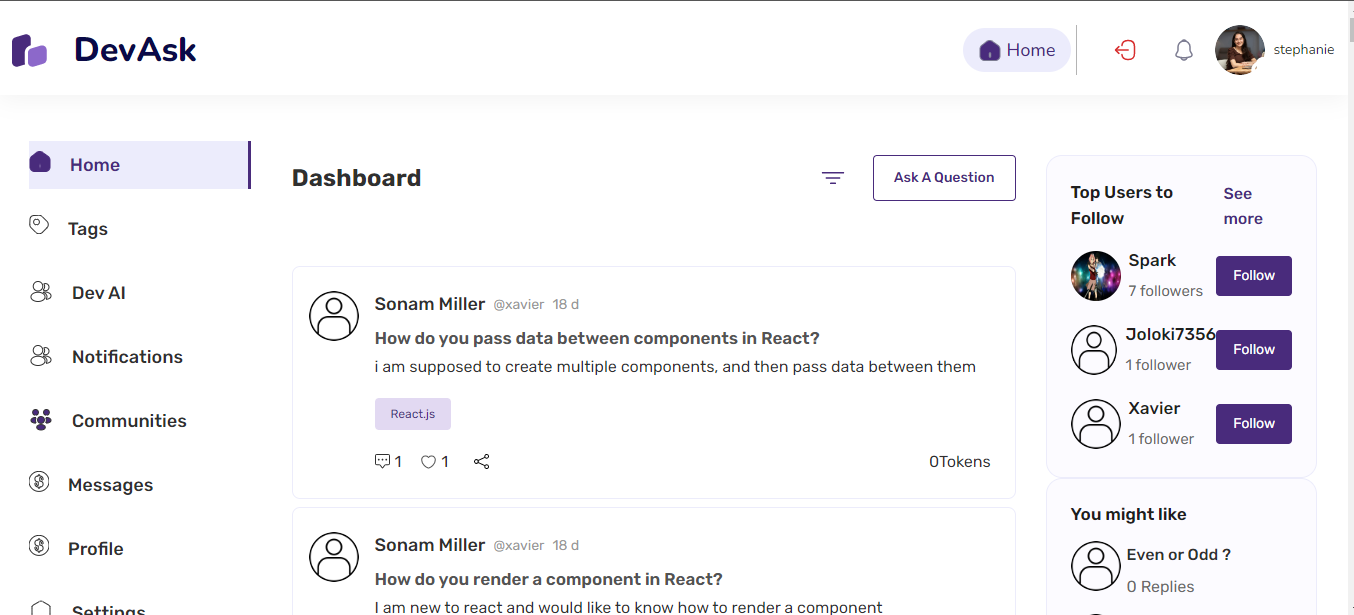 DevAsk
Home
stephanie
Home
Tags
Dev AI
Notifications
Communities
Messages
Profile
Settings
Dashboard
Ask A Question
Sonam Miller @xavier 18 d
How do you pass data between components in React?
i am supposed to create multiple components, and then pass data between them
React.js
1 1
0Tokens
Sonam Miller @xavier 18 d
How do you render a component in React?
I am new to react and would like to know how to render a component
Top Users to
Follow
See
more
Spark
7 followers
Follow
Joloki7356
1 follower
Follow
Xavier
1 follower
Follow
You might like
Even or Odd ?
0 Replies